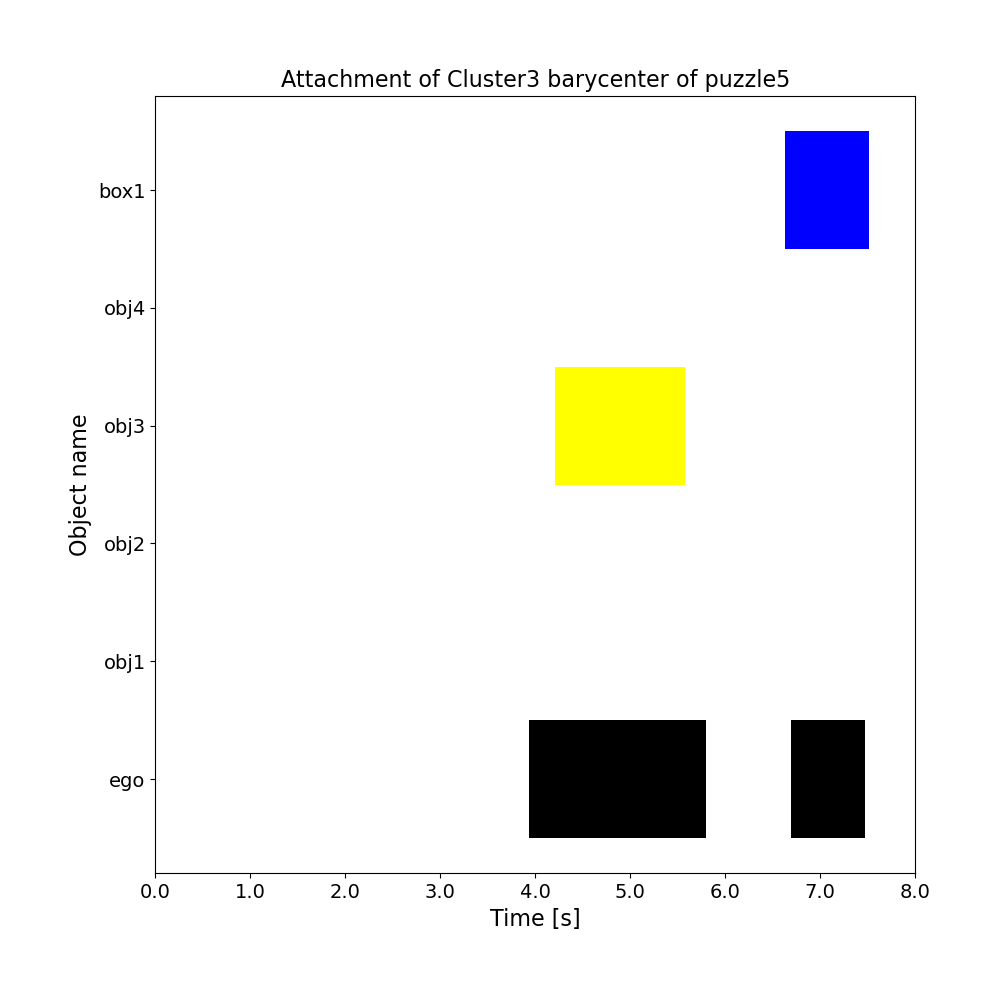 Attachment of Cluster3 barycenter of puzzle5
box1
obj4
obj3
obj2
obj1
ego
Object name
0.0 1.0 2.0 3.0 4.0 5.0 6.0 7.0 8.0
Time [s]